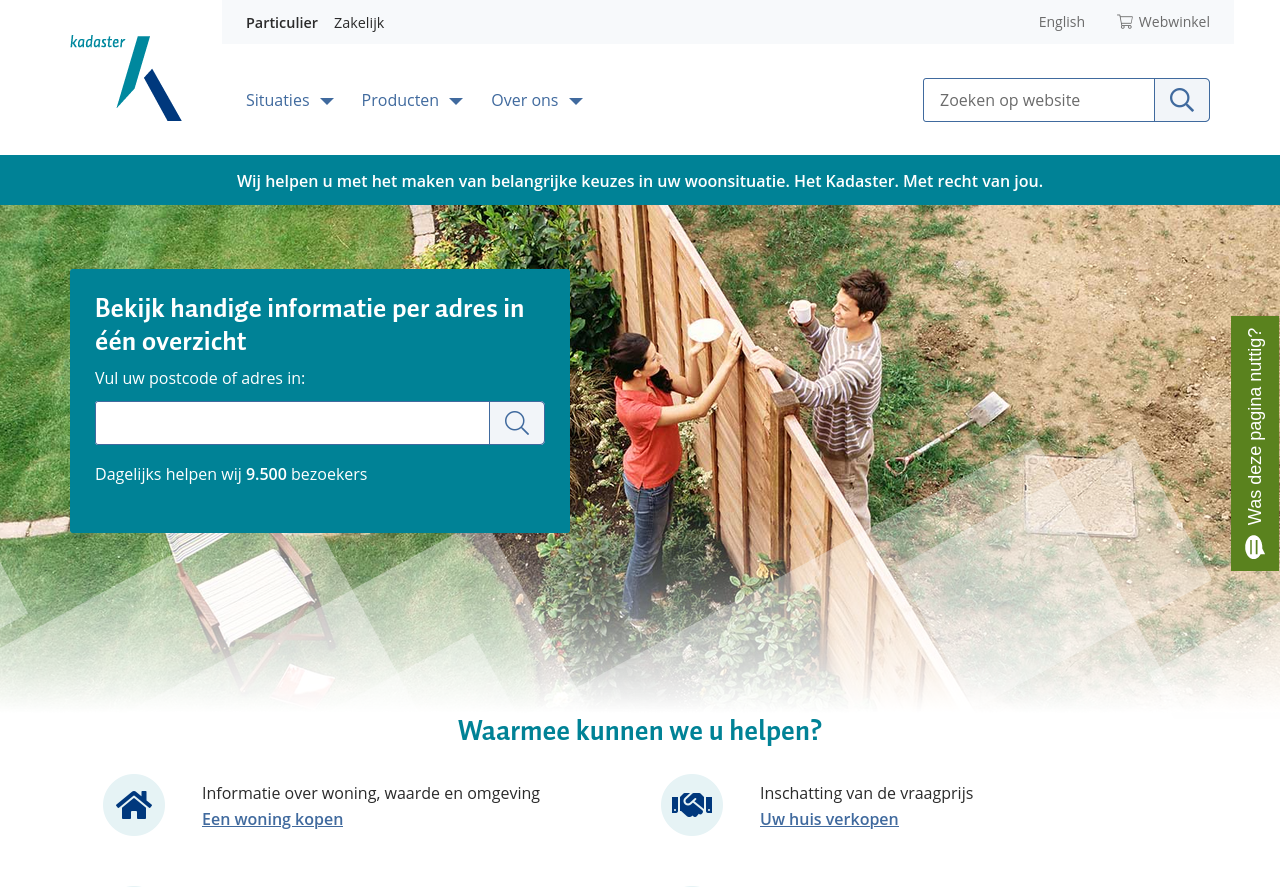 Particulier Zakelijk English Webwinkel
kadaster
Situaties Producten Over ons Zoeken op website
Wij helpen u met het maken van belangrijke keuzes in uw woonsituatie. Het Kadaster. Met recht van jou.
Bekijk handige informatie per adres in
één overzicht
Vul uw postcode of adres in:
Dagelijks helpen wij 9.500 bezoekers
Was deze pagina nuttig?
Waarmee kunnen we u helpen?
Informatie over woning, waarde en omgeving
Een woning kopen
Inschatting van de vraagprijs
Uw huis verkopen